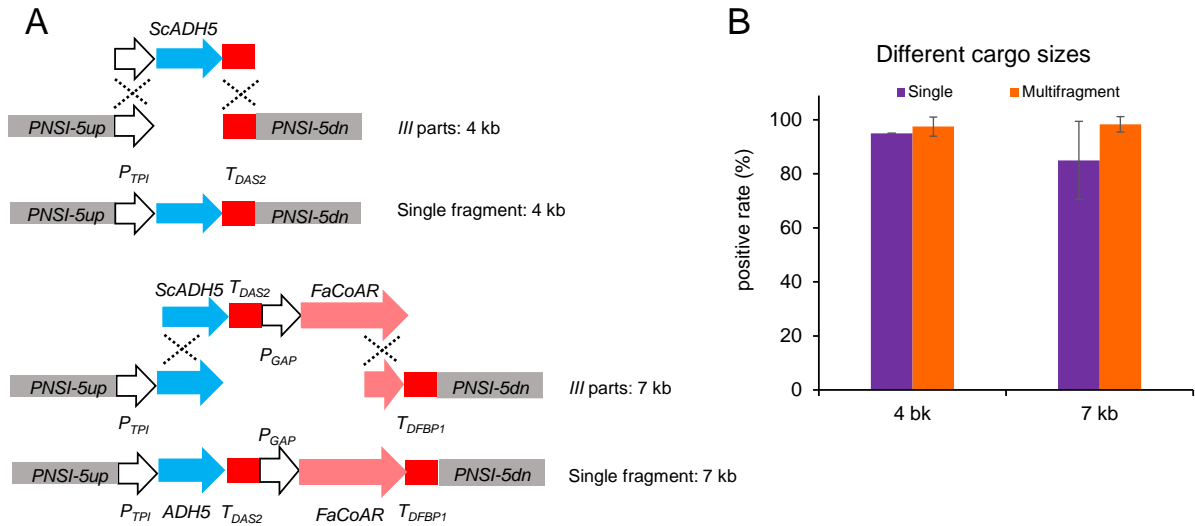 A
ScADH5
PNSI-5up
PNSI-5dn
III parts: 4 kb
PTPI
TDAS2
PNSI-5up
PNSI-5dn
Single fragment: 4 kb
ScADH5 TDAS2 FaCoAR
PGAP
PNSI-5up
PNSI-5dn
III parts: 7 kb
PTPI
TDFBP1
PGAP
PNSI-5up
PNSI-5dn
Single fragment: 7 kb
PTPI ADH5 TDAS2 FaCoAR TDFBP1
B
Different cargo sizes
Single Multifragment
positive rate (%)
100
80
60
40
20
0
4 bk 7 kb